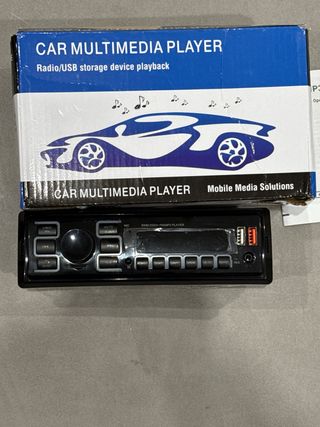 CAR MULTIMEDIA PLAYER
Radio/USB storage device playback
CAR MULTIMEDIA PLAYER
Mobile Media Solutions